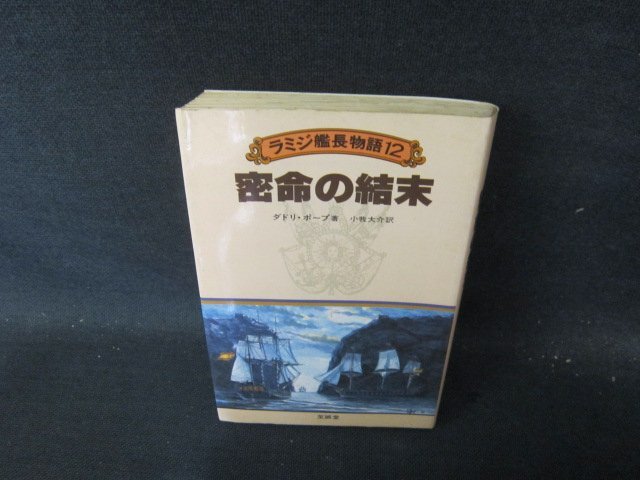 ラミジ艦長物語12
密命の結末
ダドリ・ポープ著 小牧大介訳
至誠堂